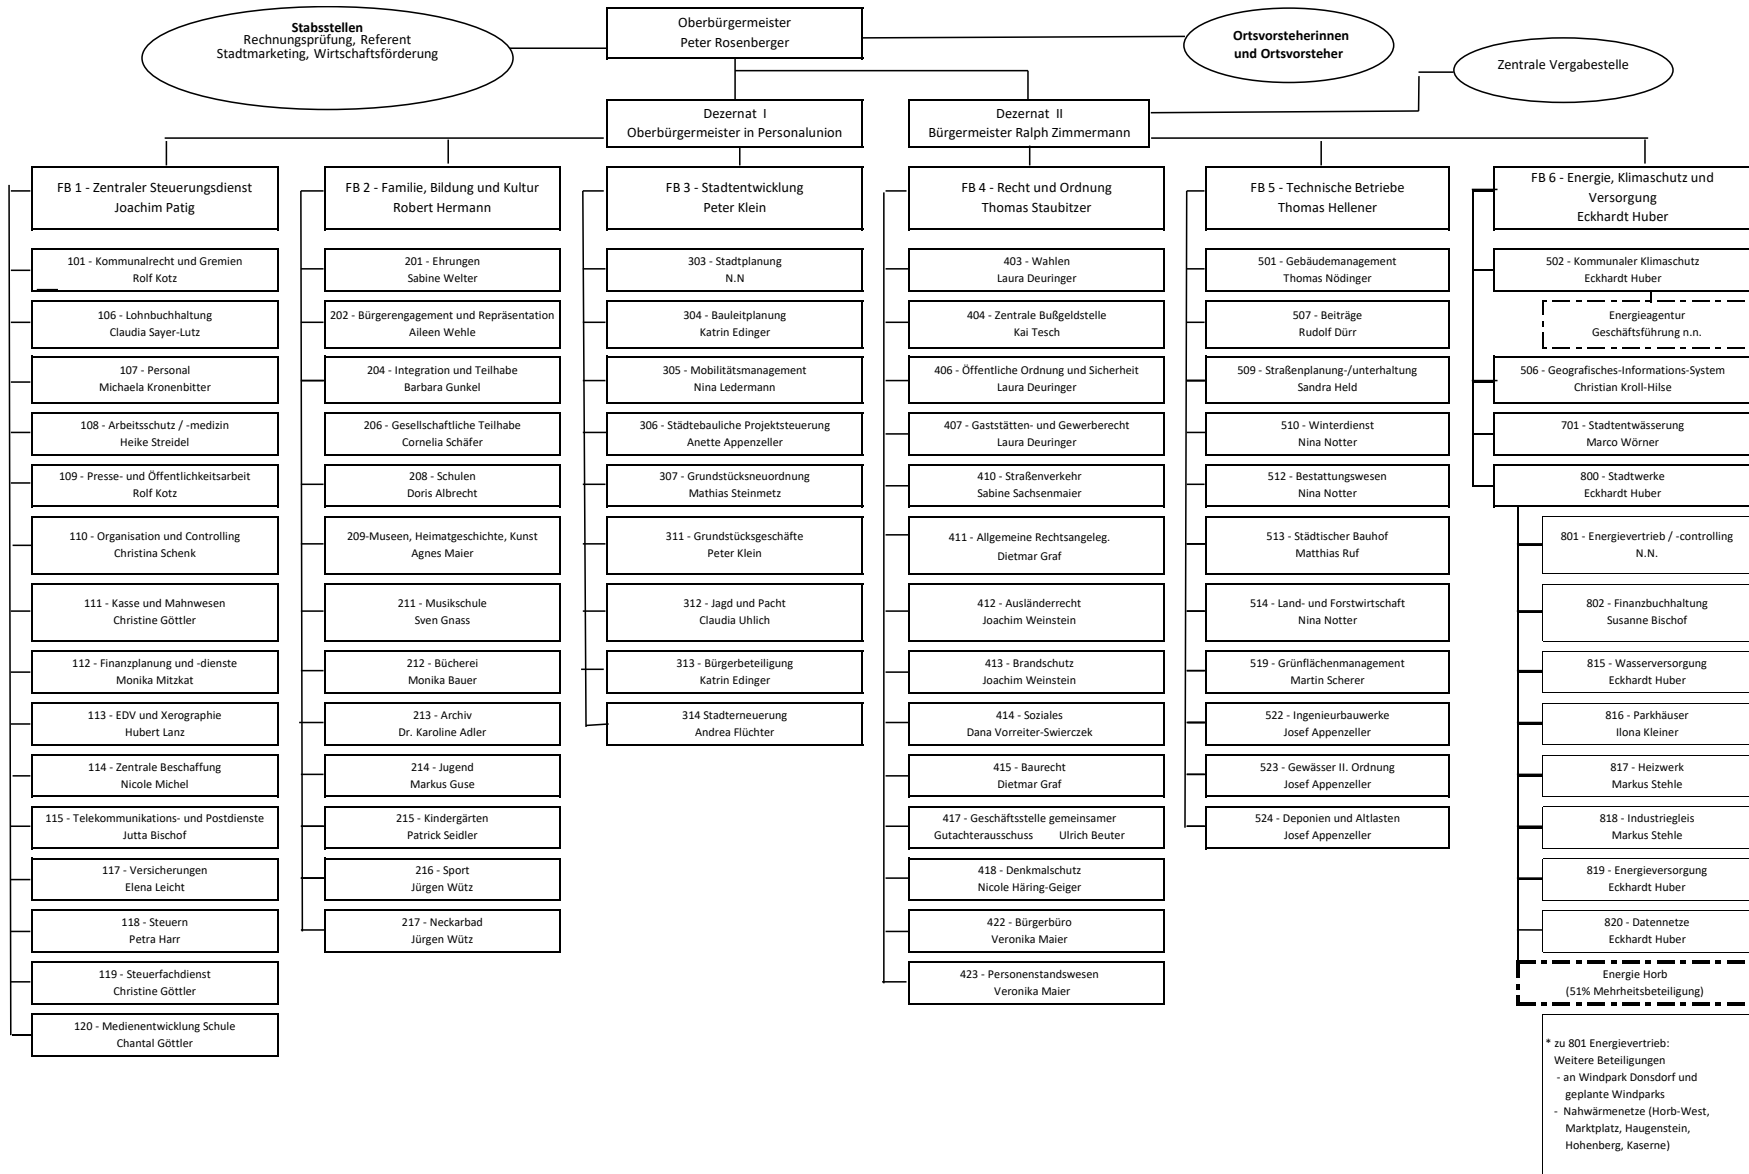 Stabsstellen
Rechnungsprüfung, Referent
Stadtmarketing, Wirtschaftsförderung
Oberbürgermeister
Peter Rosenberger
Ortsvorsteherinnen
und Ortsvorsteher
Zentrale Vergabestelle
Dezernat I
Oberbürgermeister in Personalunion
Dezernat II
Bürgermeister Ralph Zimmermann
FB 1 - Zentraler Steuerungsdienst
Joachim Patig
101 - Kommunalrecht und Gremien
Rolf Kotz
106 - Lohnbuchhaltung
Claudia Sayer-Lutz
107 - Personal
Michaela Kronenbitter
108 - Arbeitsschutz / -medizin
Heike Streidel
109 - Presse- und Öffentlichkeitsarbeit
Rolf Kotz
110 - Organisation und Controlling
Christina Schenk
111 - Kasse und Mahnwesen
Christine Göttler
112 - Finanzplanung und -dienste
Monika Mitzkat
113 - EDV und Xerographie
Hubert Lanz
114 - Zentrale Beschaffung
Nicole Michel
115 - Telekommunikations- und Postdienste
Jutta Bischof
117 - Versicherungen
Elena Leicht
118 - Steuern
Petra Harr
119 - Steuerfachdienst
Christine Göttler
120 - Medienentwicklung Schule
Chantal Göttler
FB 2 - Familie, Bildung und Kultur
Robert Hermann
201 - Ehrungen
Sabine Welter
202 - Bürgerengagement und Repräsentation
Aileen Wehle
204 - Integration und Teilhabe
Barbara Gunkel
206 - Gesellschaftliche Teilhabe
Cornelia Schäfer
208 - Schulen
Doris Albrecht
209-Museen, Heimatgeschichte, Kunst
Agnes Maier
211 - Musikschule
Sven Gnass
212 - Bücherei
Monika Bauer
213 - Archiv
Dr. Karoline Adler
214 - Jugend
Markus Guse
215 - Kindergärten
Patrick Seidler
216 - Sport
Jürgen Wütz
217 - Neckarbad
Jürgen Wütz
FB 3 - Stadtentwicklung
Peter Klein
303 - Stadtplanung
N.N
304 - Bauleitplanung
Katrin Edinger
305 - Mobilitätsmanagement
Nina Ledermann
306 - Städtebauliche Projektsteuerung
Anette Appenzeller
307 - Grundstücksneuordnung
Mathias Steinmetz
311 - Grundstücksgeschäfte
Peter Klein
312 - Jagd und Pacht
Claudia Uhlich
313 - Bürgerbeteiligung
Katrin Edinger
314 Stadterneuerung
Andrea Flüchter
FB 4 - Recht und Ordnung
Thomas Staubitzer
403 - Wahlen
Laura Deuringer
404 - Zentrale Bußgeldstelle
Kai Tesch
406 - Öffentliche Ordnung und Sicherheit
Laura Deuringer
407 - Gaststätten- und Gewerberecht
Laura Deuringer
410 - Straßenverkehr
Sabine Sachsenmaier
411 - Allgemeine Rechtsangeleg.
Dietmar Graf
412 - Ausländerrecht
Joachim Weinstein
413 - Brandschutz
Joachim Weinstein
414 - Soziales
Dana Vorreiter-Swierczek
415 - Baurecht
Dietmar Graf
417 - Geschäftsstelle gemeinsamer
Gutachterausschuss Ulrich Beuter
418 - Denkmalschutz
Nicole Häring-Geiger
422 - Bürgerbüro
Veronika Maier
423 - Personenstandswesen
Veronika Maier
FB 5 - Technische Betriebe
Thomas Hellener
501 - Gebäudemanagement
Thomas Nödinger
507 - Beiträge
Rudolf Dürr
509 - Straßenplanung-/unterhaltung
Sandra Held
510 - Winterdienst
Nina Notter
512 - Bestattungswesen
Nina Notter
513 - Städtischer Bauhof
Matthias Ruf
514 - Land- und Forstwirtschaft
Nina Notter
519 - Grünflächenmanagement
Martin Scherer
522 - Ingenieurbauwerke
Josef Appenzeller
523 - Gewässer II. Ordnung
Josef Appenzeller
524 - Deponien und Altlasten
Josef Appenzeller
FB 6 - Energie, Klimaschutz und
Versorgung
Eckhardt Huber
502 - Kommunaler Klimaschutz
Eckhardt Huber
Energieagentur
Geschäftsführung n.n.
506 - Geografisches-Informations-System
Christian Kroll-Hilse
701 - Stadtentwässerung
Marco Wörner
800 - Stadtwerke
Eckhardt Huber
801 - Energievertrieb / -controlling
N.N.
802 - Finanzbuchhaltung
Susanne Bischof
815 - Wasserversorgung
Eckhardt Huber
816 - Parkhäuser
Ilona Kleiner
817 - Heizwerk
Markus Stehle
818 - Industriegleis
Markus Stehle
819 - Energieversorgung
Eckhardt Huber
820 - Datennetze
Eckhardt Huber
Energie Horb
(51% Mehrheitsbeteiligung)
* zu 801 Energievertrieb:
Weitere Beteiligungen
- an Windpark Donsdorf und
geplante Windparks
- Nahwärmenetze (Horb-West,
Marktplatz, Haugenstein,
Hohenberg, Kaserne)